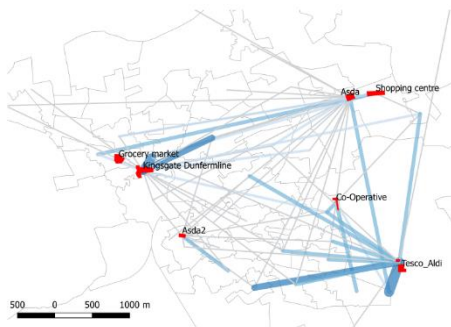 Asda
Shopping centre
Grocery market
Kingsgate Dunfermline
Co-Operative
Asda2
Tesco_Aldi
500 0 500 1000 m